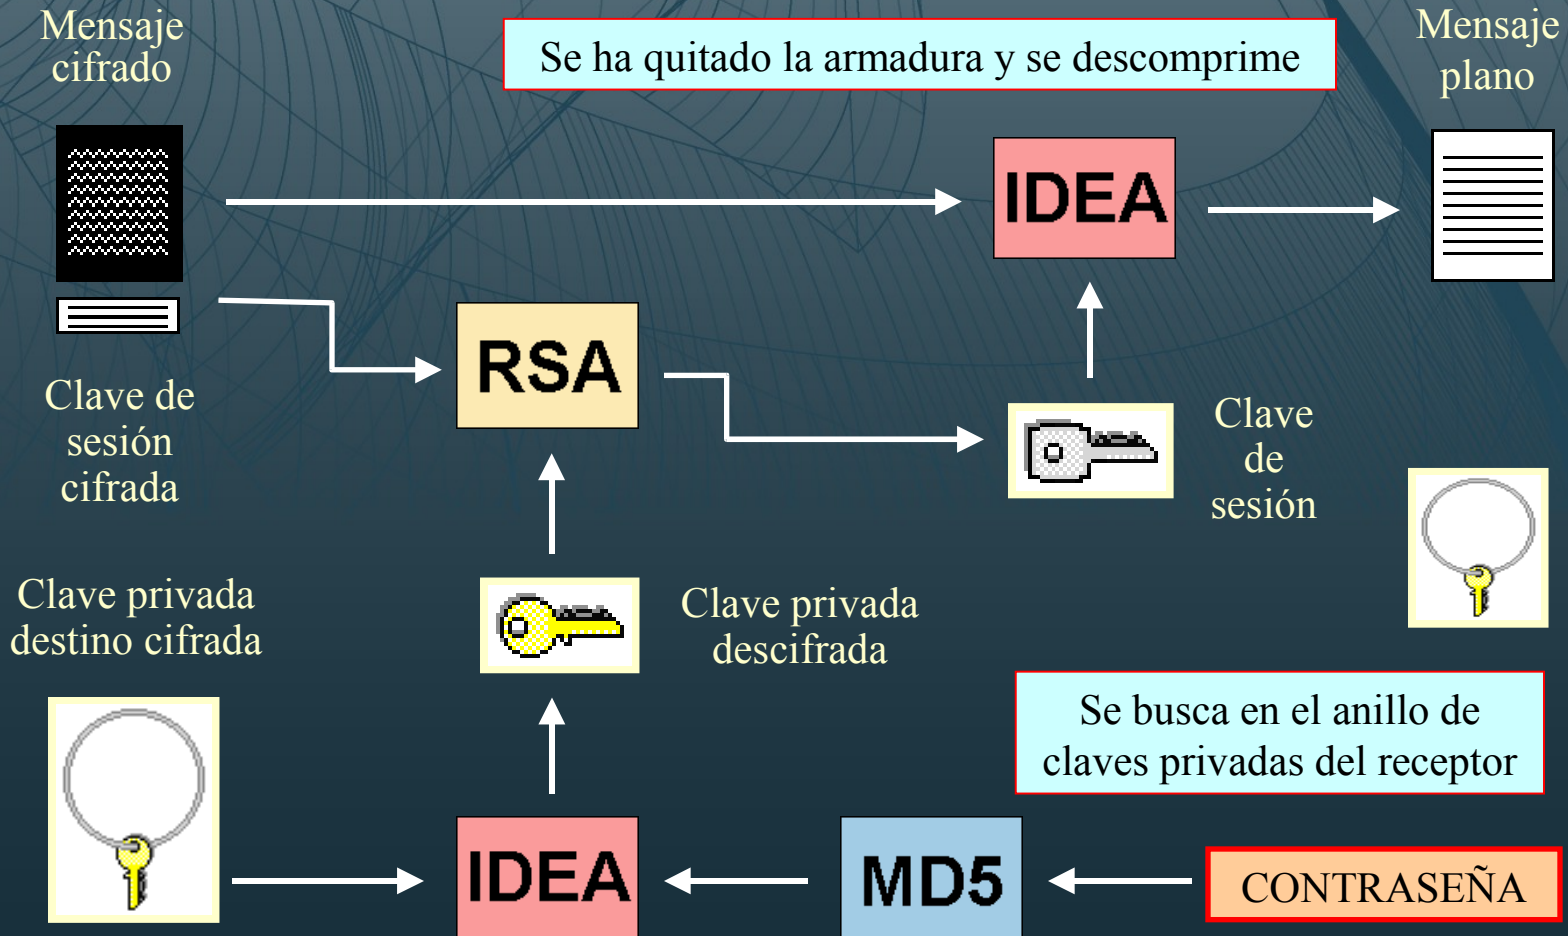 Mensaje
cifrado
Se ha quitado la armadura y se descomprime
Mensaje
plano
IDEA
RSA
Clave de
sesión
cifrada
Clave
de
sesión
Clave privada
destino cifrada
Clave privada
descifrada
Se busca en el anillo de
claves privadas del receptor
IDEA
MD5
CONTRASEÑA